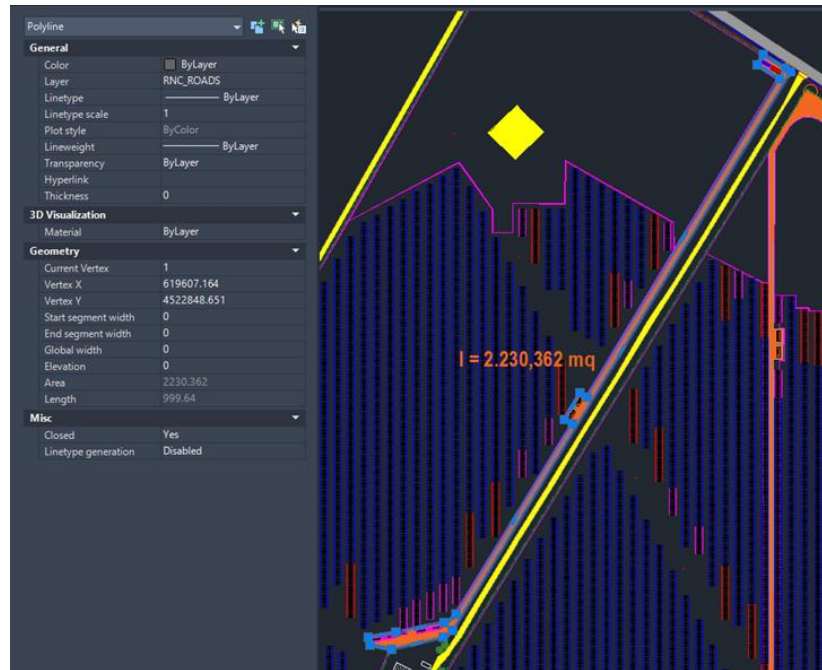 Polyline
General
Color ByLayer
Layer RNC_ROADS
Linetype ByLayer
Linetype scale 1
Plot style ByColor
Lineweight ByLayer
Transparency ByLayer
Hyperlink
Thickness 0
3D Visualization
Material ByLayer
Geometry
Current Vertex 1
Vertex X 619607.164
Vertex Y 4522848.651
Start segment width 0
End segment width 0
Global width 0
Elevation 0
Area 2230.362
Length 999.64
Misc
Closed Yes
Linetype generation Disabled
I = 2.230,362 mq